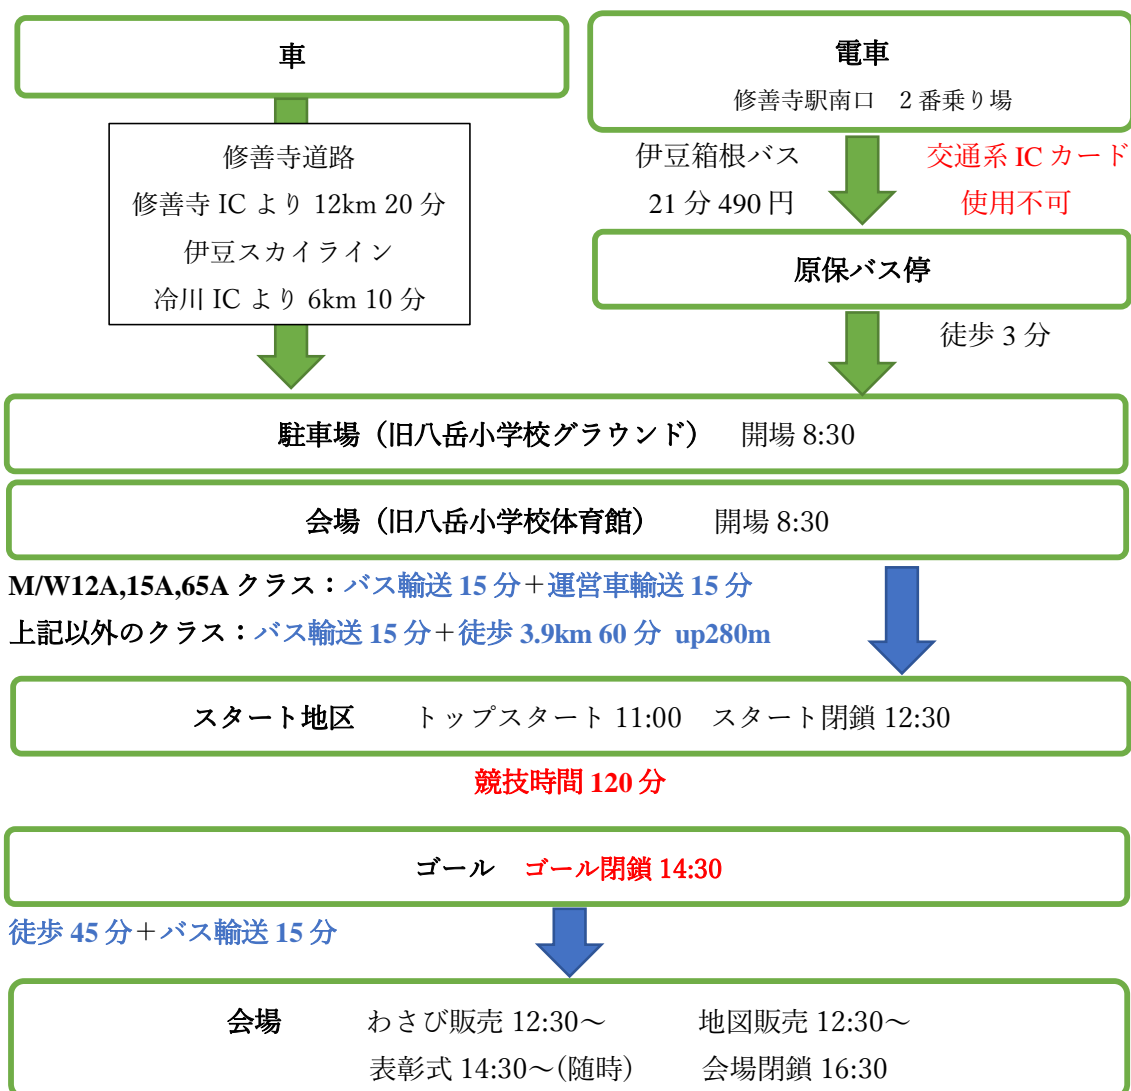 車
修善寺道路
修善寺 IC より 12km 20 分
伊豆スカイライン
冷川 IC より 6km 10 分
電車
修善寺駅南口 2 番乗り場
伊豆箱根バス
21 分 490 円
交通系 IC カード
使用不可
原保バス停
徒歩 3 分
駐車場（旧八岳小学校グラウンド） 開場 8:30
会場（旧八岳小学校体育館） 開場 8:30
M/W12A,15A,65A クラス：バス輸送 15 分＋運営車輸送 15 分
上記以外のクラス：バス輸送 15 分＋徒歩 3.9km 60 分 up280m
スタート地区 トップスタート 11:00 スタート閉鎖 12:30
競技時間 120 分
ゴール ゴール閉鎖 14:30
徒歩 45 分＋バス輸送 15 分
会場 わさび販売 12:30～ 地図販売 12:30～
表彰式 14:30～(随時) 会場閉鎖 16:30